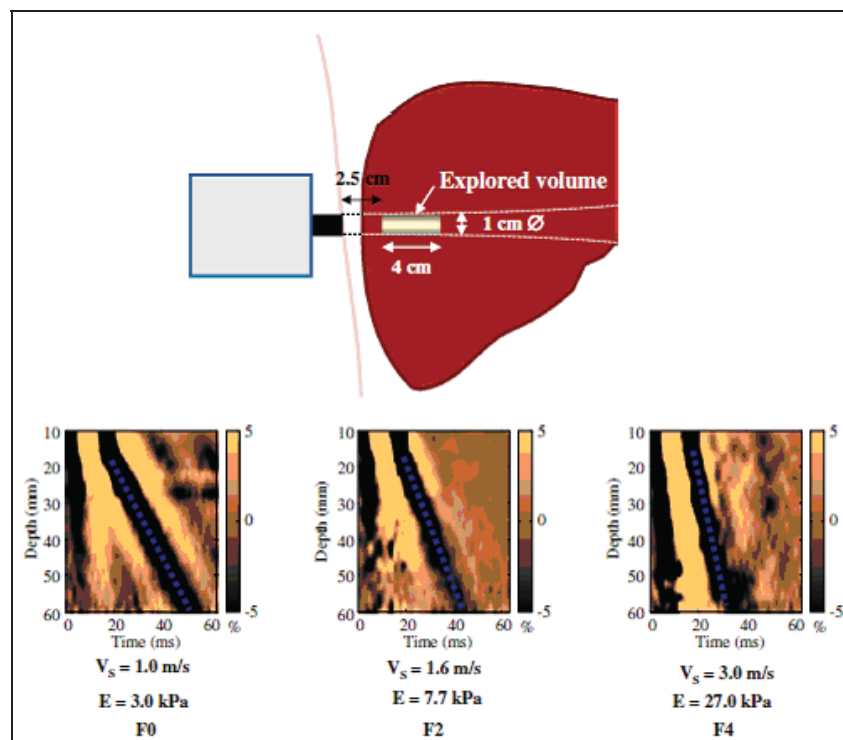 2.5 cm
Explored volume
1 cm Ø
4 cm
10
20
30
40
50
60
Depth (mm)
0 20 40 60
Time (ms)
5
0
-5
%
V_S = 1.0 m/s
E = 3.0 kPa
F0
10
20
30
40
50
60
Depth (mm)
0 20 40 60
Time (ms)
5
0
-5
%
V_S = 1.6 m/s
E = 7.7 kPa
F2
10
20
30
40
50
60
Depth (mm)
0 20 40 60
Time (ms)
5
0
-5
%
V_S = 3.0 m/s
E = 27.0 kPa
F4